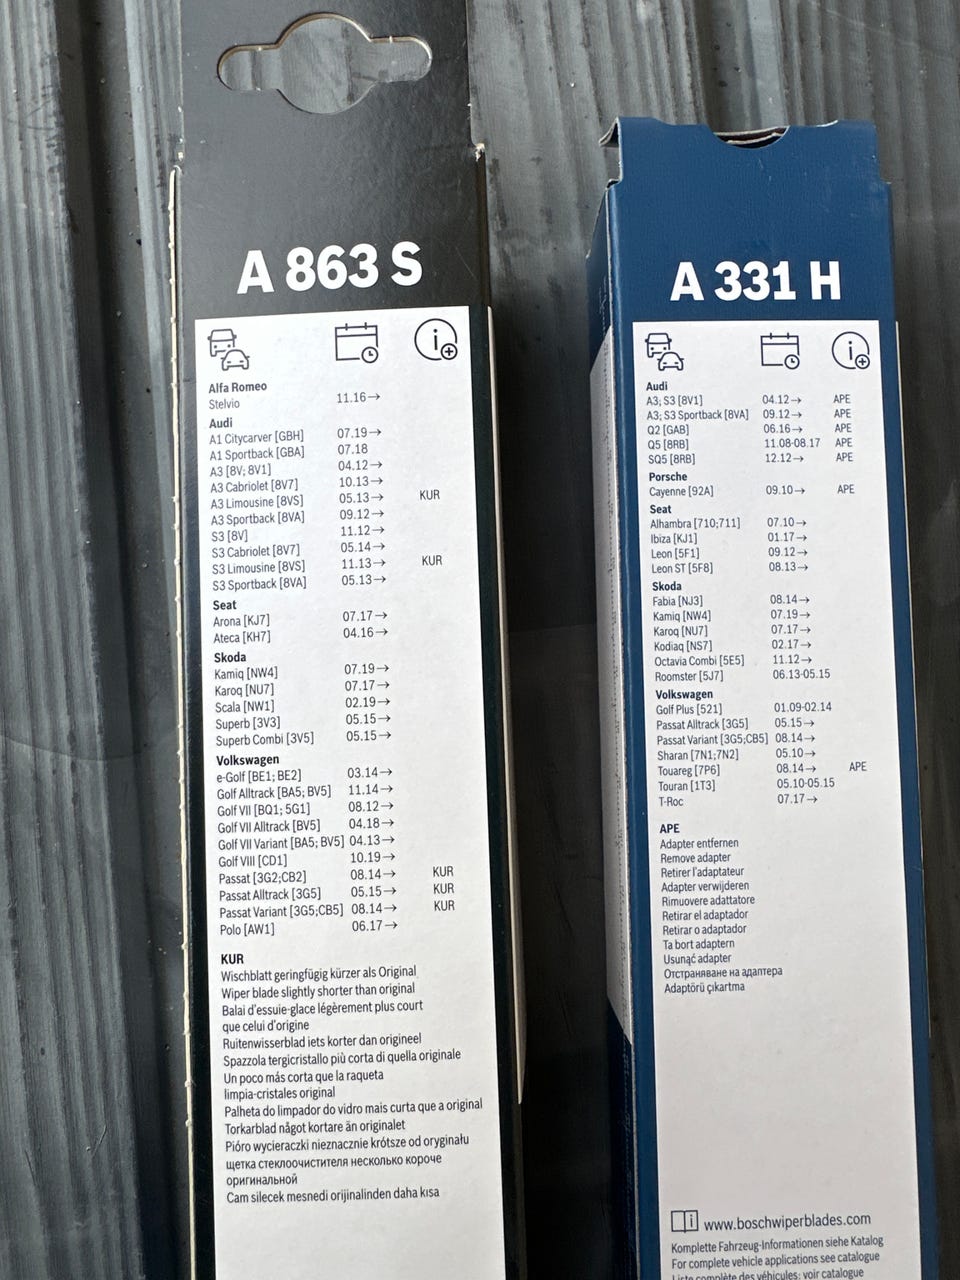 A 863 S
Alfa Romeo
Stelvio 11.16→
Audi
A1 Citycarver [GBH] 07.19→
A1 Sportback [GBA] 07.18
A3 [8V; 8V1] 04.12→
A3 Cabriolet [8V7] 10.13→
A3 Limousine [8VS] 05.13→ KUR
A3 Sportback [8VA] 09.12→
S3 [8V] 11.12→
S3 Cabriolet [8V7] 05.14→
S3 Limousine [8VS] 11.13→ KUR
S3 Sportback [8VA] 05.13→
Seat
Arona [KJ7] 07.17→
Ateca [KH7] 04.16→
Skoda
Kamiq [NW4] 07.19→
Karoq [NU7] 07.17→
Scala [NW1] 02.19→
Superb [3V3] 05.15→
Superb Combi [3V5] 05.15→
Volkswagen
e-Golf [BE1; BE2] 03.14→
Golf Alltrack [BA5; BV5] 11.14→
Golf VII [BQ1; 5G1] 08.12→
Golf VII Alltrack [BV5] 04.18→
Golf VII Variant [BA5; BV5] 04.13→
Golf VIII [CD1] 10.19→
Passat [3G2;CB2] 08.14→ KUR
Passat Alltrack [3G5] 05.15→ KUR
Passat Variant [3G5;CB5] 08.14→ KUR
Polo [AW1] 06.17→
KUR
Wischblatt geringfügig kürzer als Original
Wiper blade slightly shorter than original
Balai d'essuie-glace légèrement plus court
que celui d'origine
Ruitenwisserblad iets korter dan origineel
Spazzola tergicristallo più corta di quella originale
Un poco más corta que la raqueta
limpia-cristales original
Palheta do limpador do vidro mais curta que a original
Torkarblad något kortare än originalet
Pióro wycieraczki nieznacznie krótsze od oryginału
щетка стеклоочистителя несколько короче
оригинальной
Cam silecek mesnedi orijinalinden daha kısa
A 331 H
Audi
A3; S3 [8V1] 04.12→ APE
A3; S3 Sportback [8VA] 09.12→ APE
Q2 [GAB] 06.16→ APE
Q5 [8RB] 11.08-08.17 APE
SQ5 [8RB] 12.12→ APE
Porsche
Cayenne [92A] 09.10→ APE
Seat
Alhambra [710;711] 07.10→
Ibiza [KJ1] 01.17→
Leon [5F1] 09.12→
Leon ST [5F8] 08.13→
Skoda
Fabia [NJ3] 08.14→
Kamiq [NW4] 07.19→
Karoq [NU7] 07.17→
Kodiaq [NS7] 02.17→
Octavia Combi [5E5] 11.12→
Roomster [5J7] 06.13-05.15
Volkswagen
Golf Plus [521] 01.09-02.14
Passat Alltrack [3G5] 05.15→
Passat Variant [3G5;CB5] 08.14→
Sharan [7N1;7N2] 05.10→
Touareg [7P6] 08.14→ APE
Touran [1T3] 05.10-05.15
T-Roc 07.17→
APE
Adapter entfernen
Remove adapter
Retirer l'adaptateur
Adapter verwijderen
Rimuovere adattatore
Retirar el adaptador
Retirar o adaptador
Ta bort adaptern
Usunąć adapter
Отстраняване на адаптера
Adaptörü çıkartma
www.boschwiperblades.com
Komplette Fahrzeug-Informationen siehe Katalog
For complete vehicle applications see catalogue
Liste complète des véhicules: voir catalogue